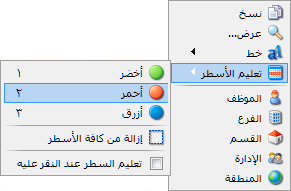 نسخ
عرض...
خط
تعليم الأسطر
الموظف
الفرع
القسم
الإدارة
المنطقة
أخضر ١
أحمر ٢
أزرق ٣
إزالة من كافة الأسطر
تعليم السطر عند النقر عليه